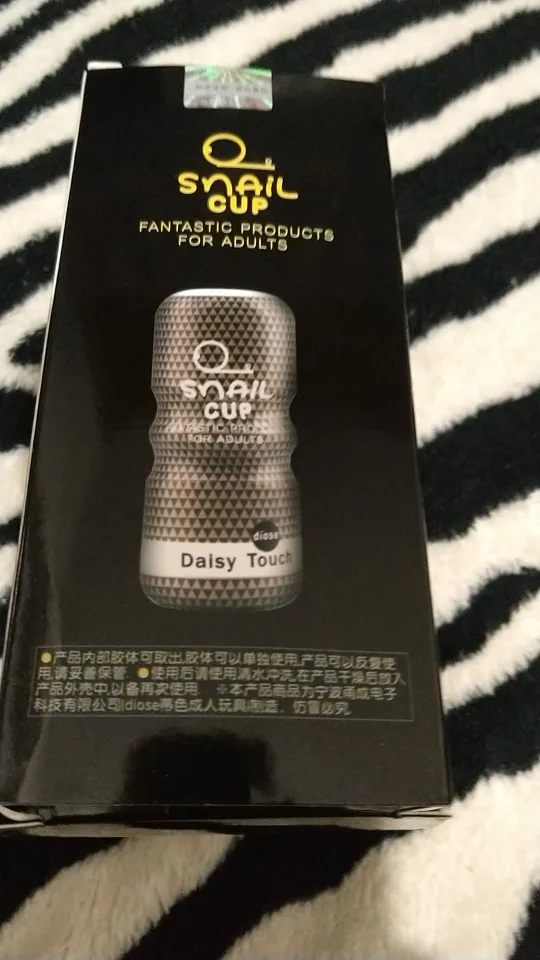 SNAIL
CUP
FANTASTIC PRODUCTS
FOR ADULTS
SNAIL
CUP
FOR ADULTS
diose
Daisy Touch
●产品内部胶体可取出,胶体可以单独使用,产品可以反复使
用,请妥善保管. ●使用后请使用清水冲洗,在产品干燥后放入
产品外壳中,以备再次使用. ※本产品商品为宁波甬成电子
科技有限公司(diose蒂色成人玩具)制造, 仿冒必究.